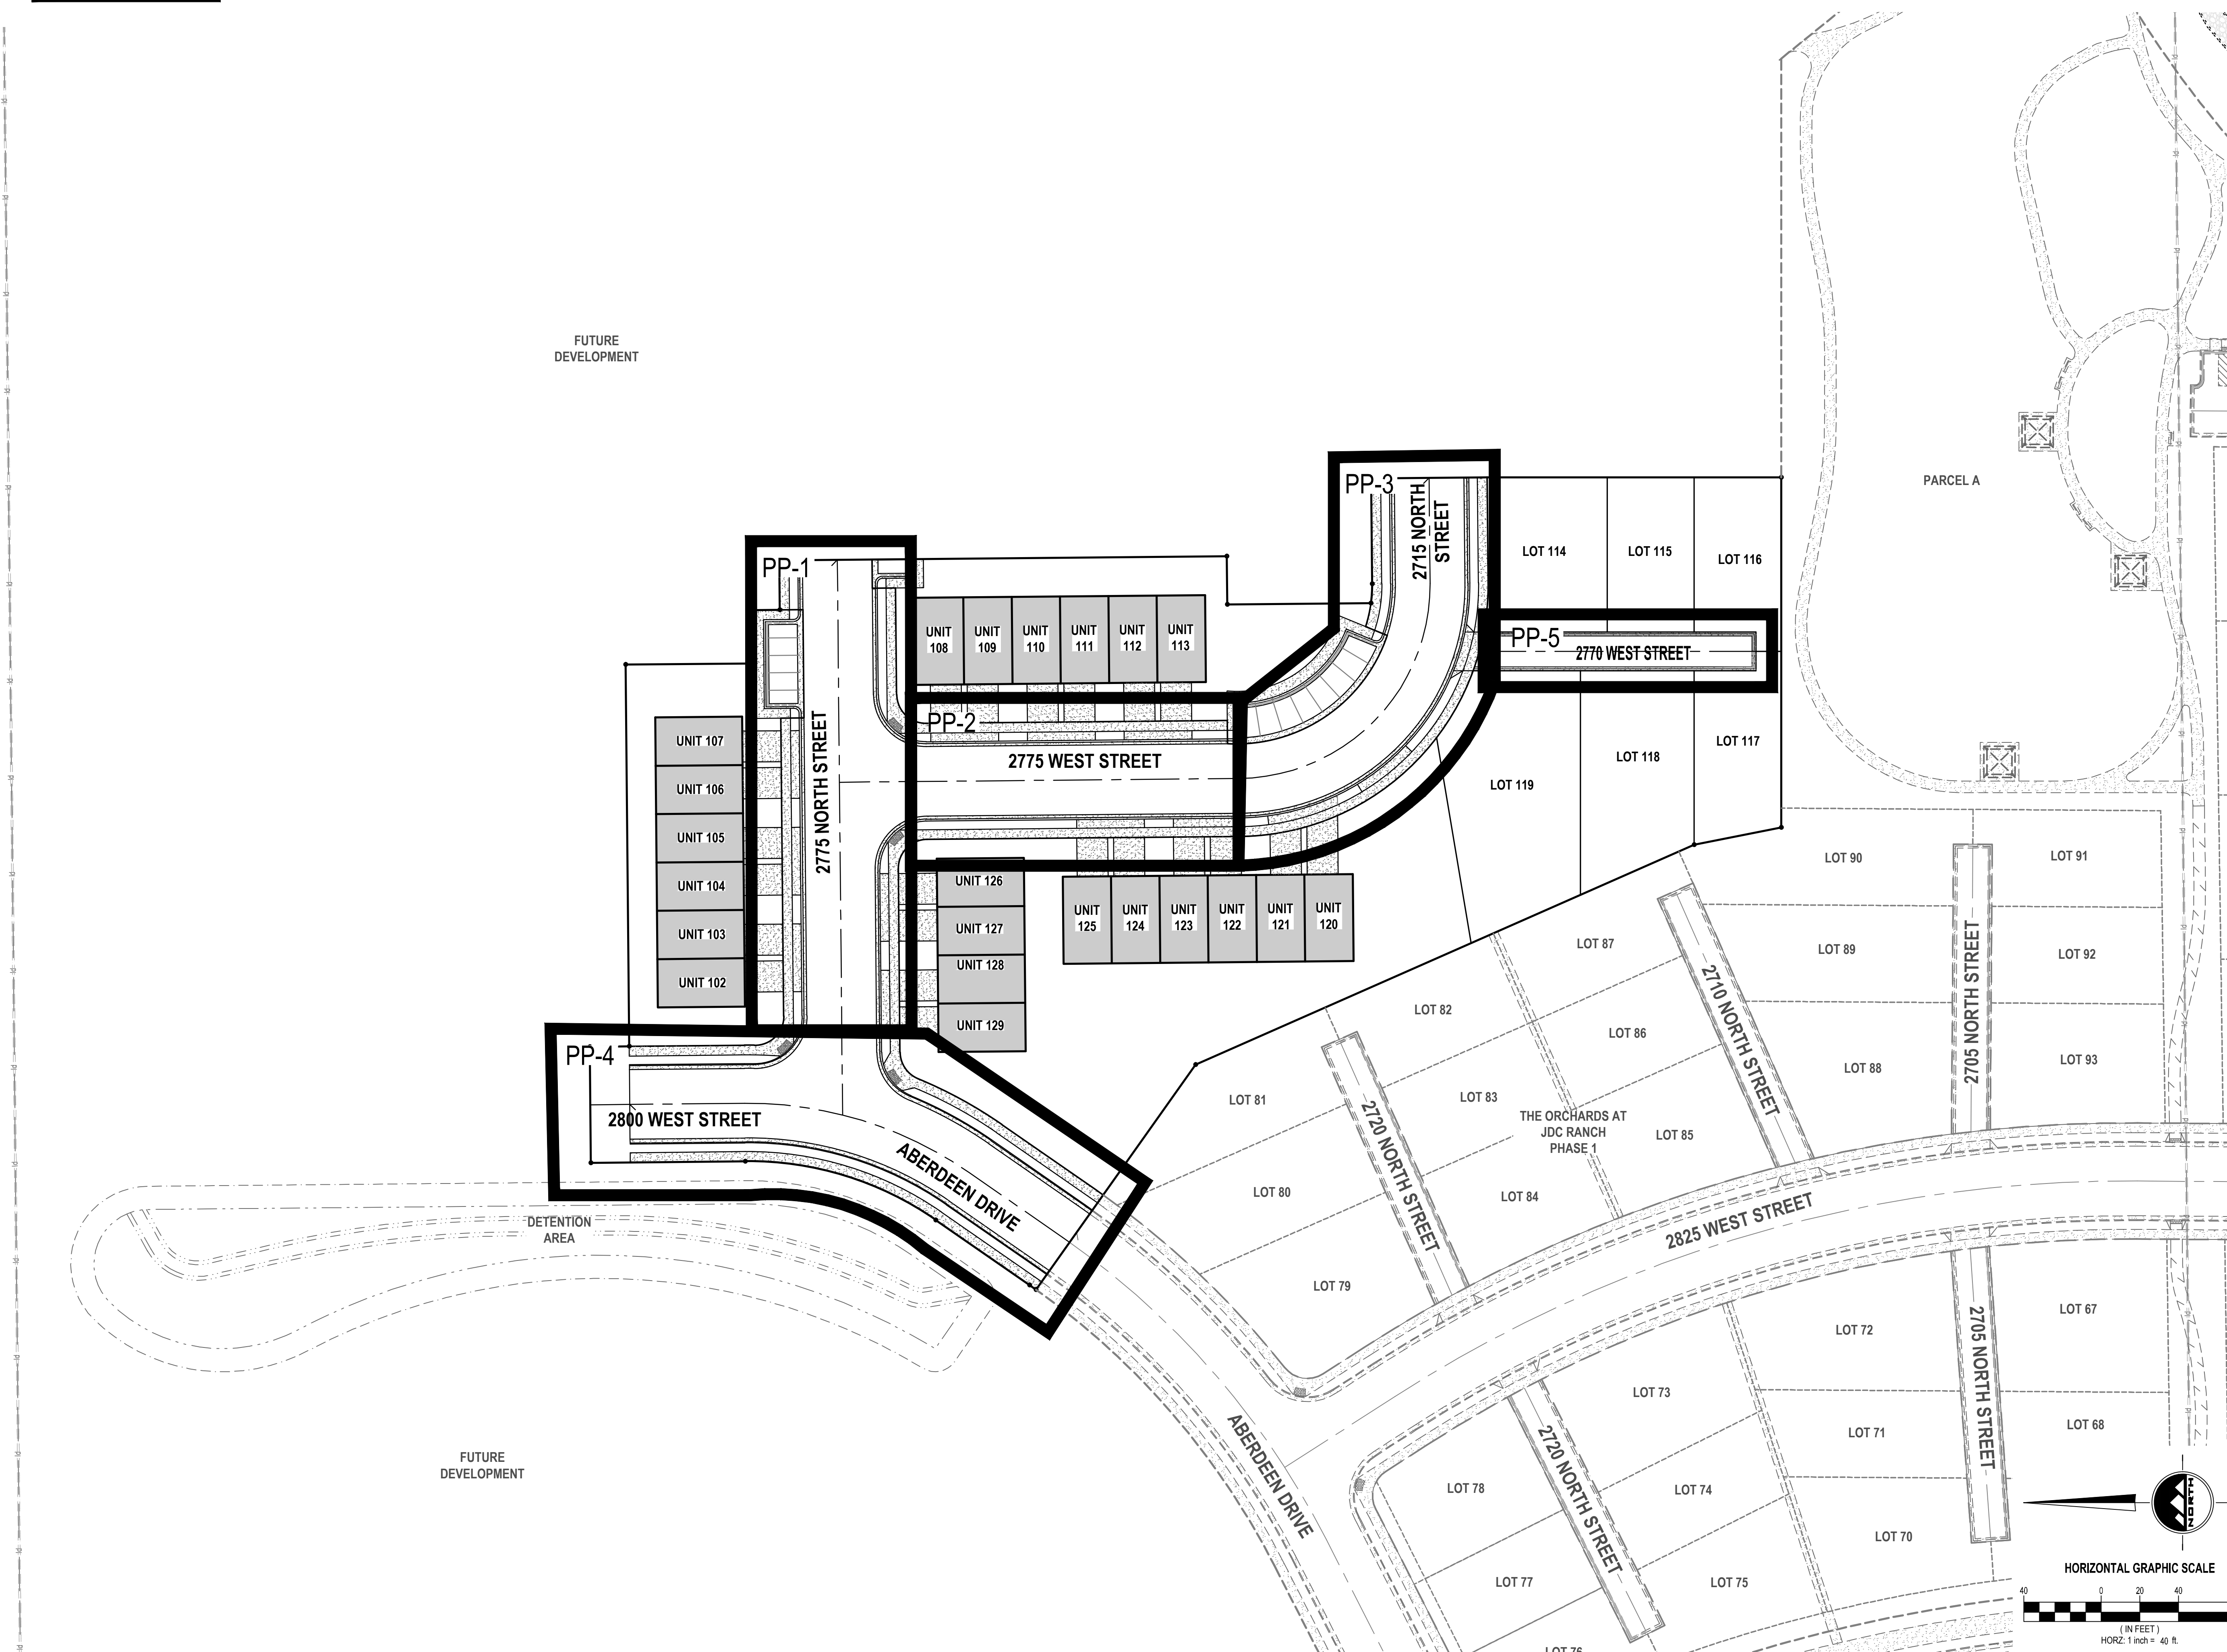 FUTURE
DEVELOPMENT
PP-3
2715 NORTH
STREET
PARCEL A
LOT 114
LOT 115
LOT 116
PP-1
UNIT
108
UNIT
109
UNIT
110
UNIT
111
UNIT
112
UNIT
113
PP-5
2770 WEST STREET
PP-2
2775 WEST STREET
2775 NORTH STREET
UNIT 107
UNIT 106
UNIT 105
UNIT 104
UNIT 103
UNIT 102
LOT 119
LOT 118
LOT 117
UNIT 126
UNIT 127
UNIT 128
UNIT 129
UNIT
125
UNIT
124
UNIT
123
UNIT
122
UNIT
121
UNIT
120
LOT 90
LOT 91
LOT 89
LOT 92
LOT 88
LOT 93
2705 NORTH STREET
LOT 87
LOT 82
LOT 86
2710 NORTH STREET
PP-4
2800 WEST STREET
ABERDEEN DRIVE
LOT 81
LOT 83
THE ORCHARDS AT
JDC RANCH
PHASE 1
LOT 85
LOT 80
LOT 84
2720 NORTH STREET
LOT 79
2825 WEST STREET
DETENTION
AREA
LOT 72
LOT 67
2705 NORTH STREET
LOT 73
LOT 71
LOT 68
ABERDEEN DRIVE
FUTURE
DEVELOPMENT
LOT 78
2720 NORTH STREET
LOT 74
LOT 70
LOT 77
LOT 75
LOT 76
NORTH
HORIZONTAL GRAPHIC SCALE
40 0 20 40
( IN FEET )
HORZ: 1 inch = 40 ft.